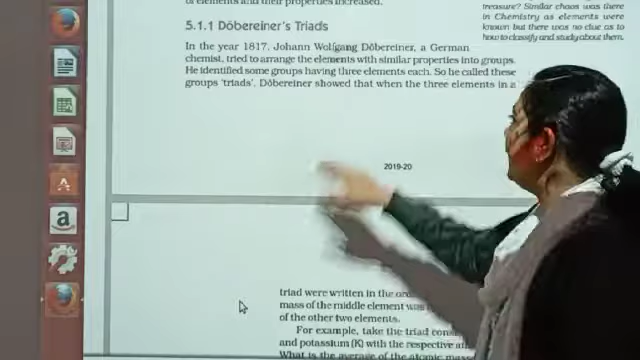 of elements and their properties increased.
treasure? Similar chaos was there
in Chemistry as elements were
known but there was no clue as to
how to classify and study about them.
5.1.1 Döbereiner's Triads
In the year 1817, Johann Wolfgang Döbereiner, a German
chemist, tried to arrange the elements with similar properties into groups.
He identified some groups having three elements each. So he called these
groups 'triads'. Döbereiner showed that when the three elements in a
2019-20
triad were written in the
mass of the middle element was
of the other two elements.
For example, take the triad
and potassium (K) with the respective
What is the average of the atomic
a